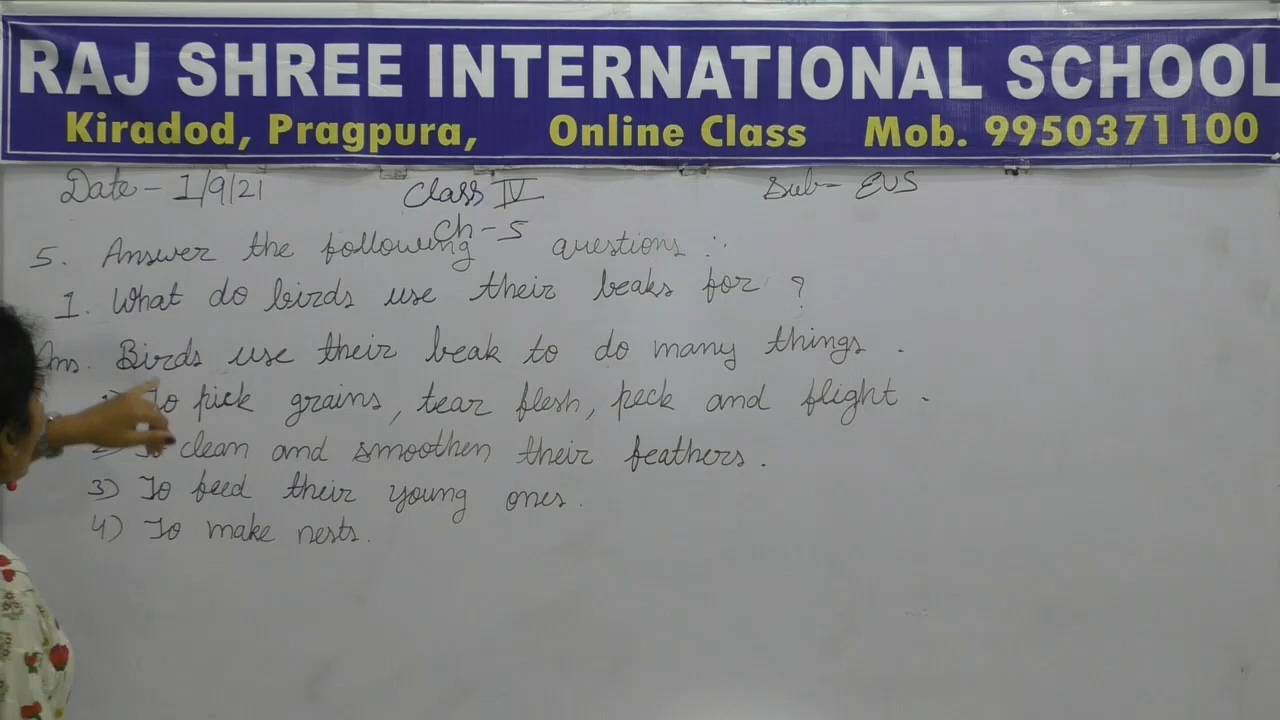 RAJ SHREE INTERNATIONAL SCHOOL
Kiradod, Pragpura, Online Class Mob. 9950371100
Date - 1/9/21 Class IV Sub- EVS
Ch - 5
5. Answer the following questions :.
1. What do birds use their beaks for ?
Ans. Birds use their beak to do many things .
To pick grains, tear flesh, peck and flight .
To clean and smoothen their feathers.
3) To feed their young ones.
4) To make nests.